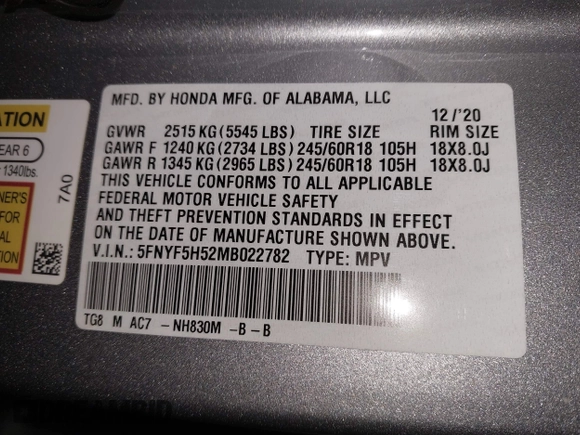 ATION
EAR 6
1340lbs.
NER'S
FOR
AL
TION
7A0
MFD. BY HONDA MFG. OF ALABAMA, LLC
12 /'20
GVWR 2515 KG (5545 LBS) TIRE SIZE RIM SIZE
GAWR F 1240 KG (2734 LBS) 245/60R18 105H 18X8.0J
GAWR R 1345 KG (2965 LBS) 245/60R18 105H 18X8.0J
THIS VEHICLE CONFORMS TO ALL APPLICABLE
FEDERAL MOTOR VEHICLE SAFETY
AND THEFT PREVENTION STANDARDS IN EFFECT
ON THE DATE OF MANUFACTURE SHOWN ABOVE.
V.I.N.: 5FNYF5H52MB022782 TYPE: MPV
TG8 M AC7 -NH830M -B-B